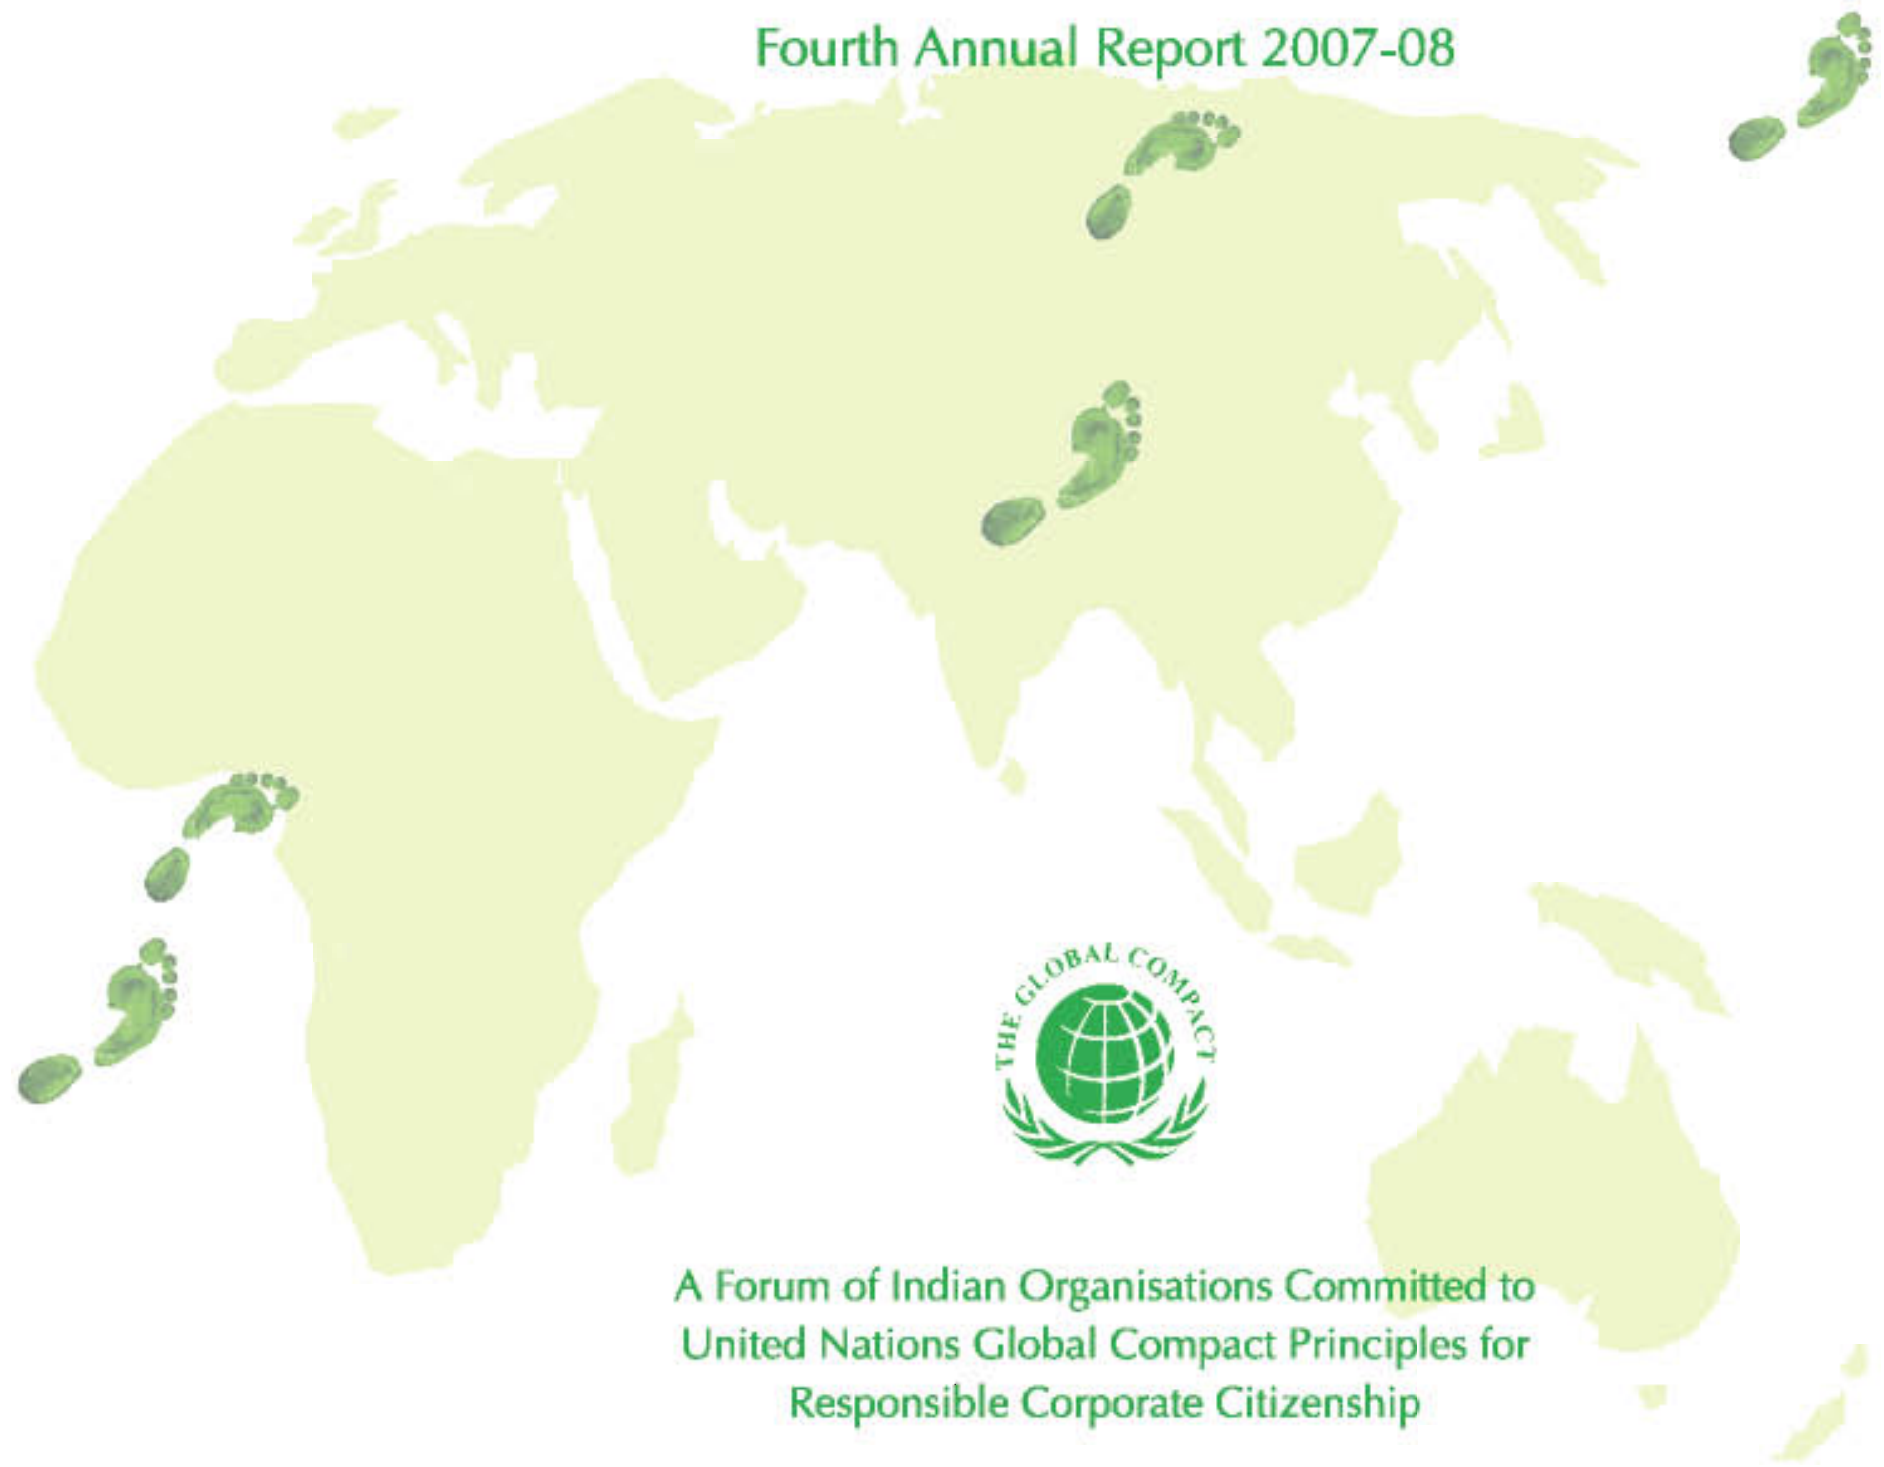 Fourth Annual Report 2007-08
THE GLOBAL COMPACT
A Forum of Indian Organisations Committed to
United Nations Global Compact Principles for
Responsible Corporate Citizenship